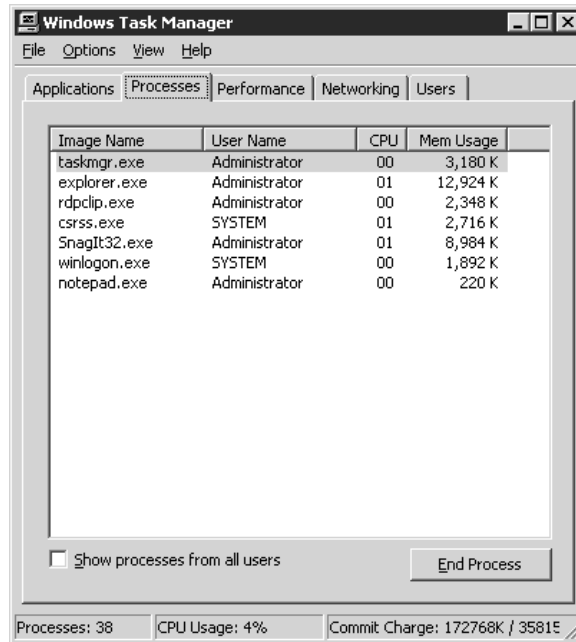 Windows Task Manager
File Options View Help
Applications Processes Performance Networking Users
Image Name User Name CPU Mem Usage
taskmgr.exe Administrator 00 3,180 K
explorer.exe Administrator 01 12,924 K
rdpclip.exe Administrator 00 2,348 K
csrss.exe SYSTEM 01 2,716 K
SnagIt32.exe Administrator 01 8,984 K
winlogon.exe SYSTEM 00 1,892 K
notepad.exe Administrator 00 220 K
Show processes from all users
End Process
Processes: 38 CPU Usage: 4% Commit Charge: 172768K /